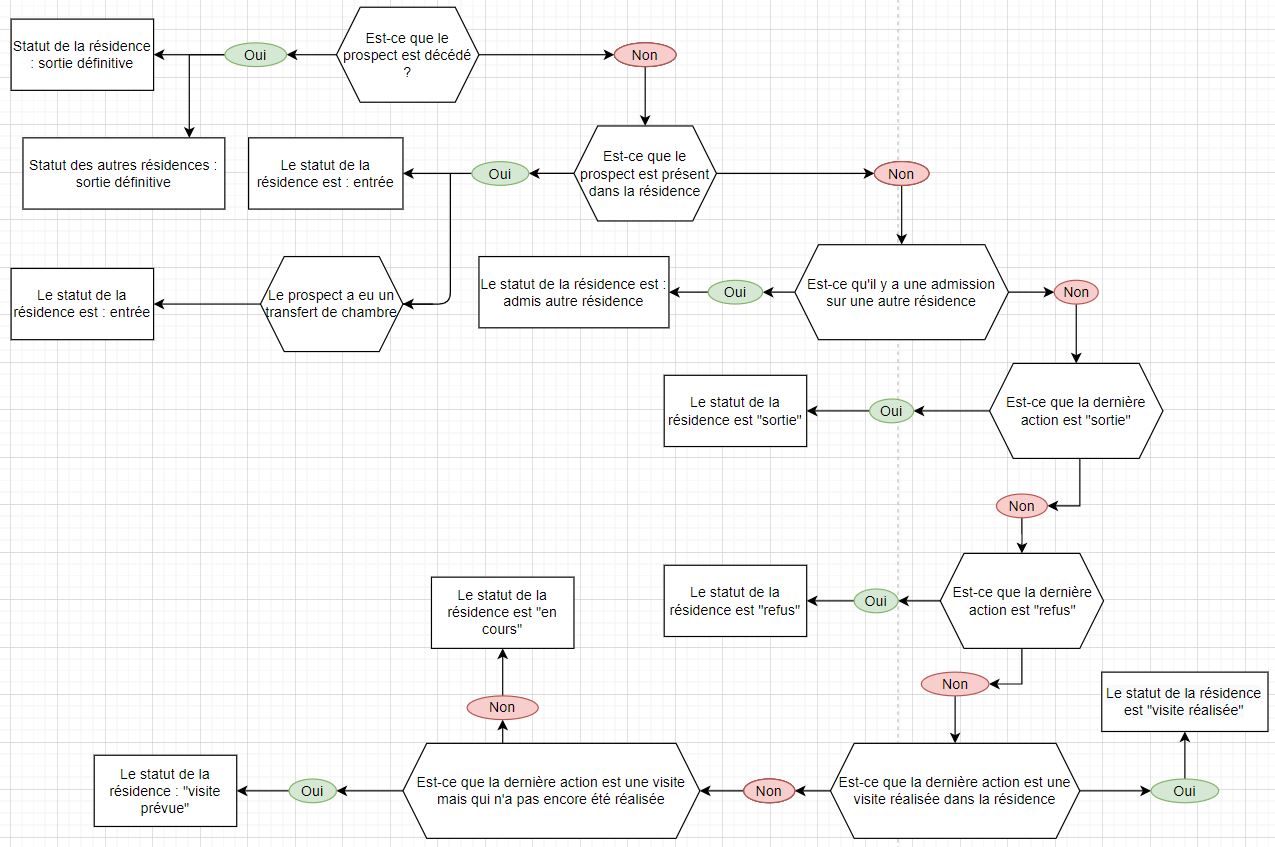 Statut de la résidence
: sortie définitive
Oui
Est-ce que le
prospect est décédé
?
Non
Statut des autres résidences :
sortie définitive
Le statut de la
résidence est : entrée
Oui
Est-ce que le
prospect est présent
dans la résidence
Non
Le statut de la
résidence est : entrée
Le prospect a eu un
transfert de chambre
Le statut de la résidence est :
admis autre résidence
Oui
Est-ce qu'il y a une admission
sur une autre résidence
Non
Le statut de la
résidence est "sortie"
Oui
Est-ce que la dernière
action est "sortie"
Non
Le statut de la
résidence est "refus"
Oui
Est-ce que la dernière
action est "refus"
Le statut de la
résidence est "en
cours"
Non
Non
Le statut de la résidence
est "visite réalisée"
Le statut de la
résidence : "visite
prévue"
Oui
Est-ce que la dernière action est une visite
mais qui n'a pas encore été réalisée
Non
Est-ce que la dernière action est une
visite réalisée dans la résidence
Oui